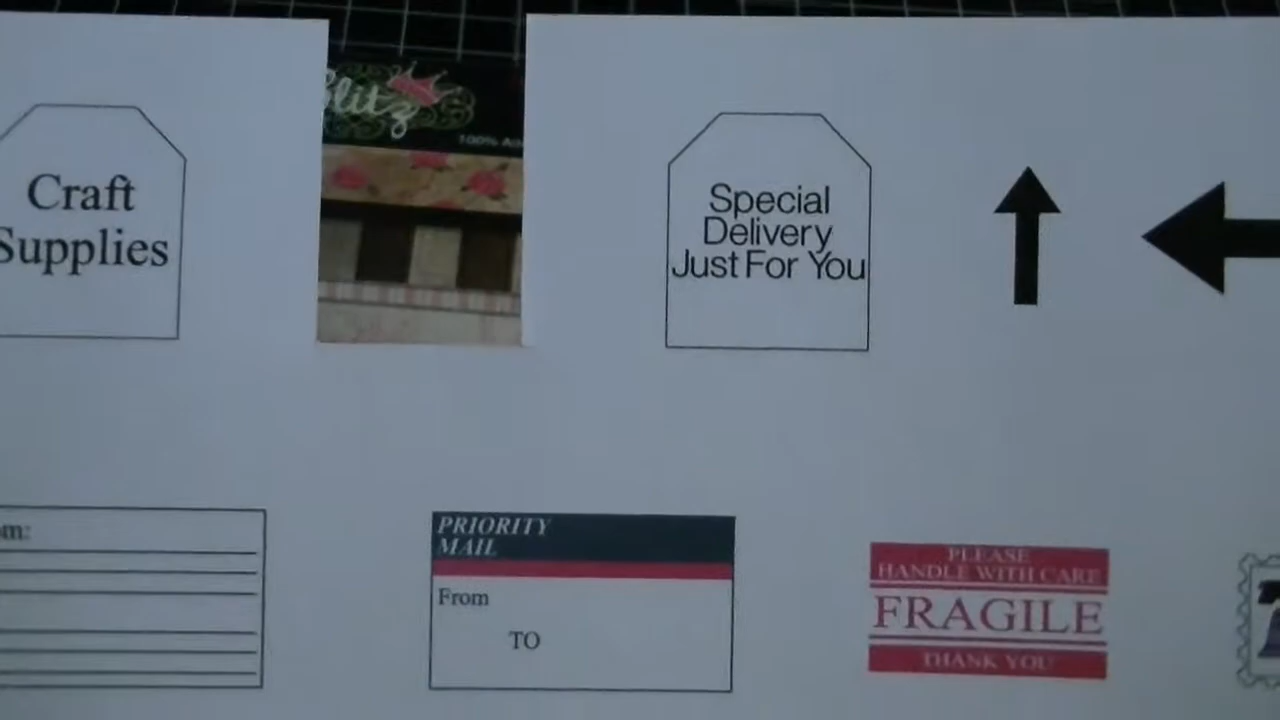 litz
100%
Craft
Supplies
Special
Delivery
Just For You
om:
PRIORITY
MAIL
From
TO
PLEASE
HANDLE WITH CARE
FRAGILE
THANK YOU